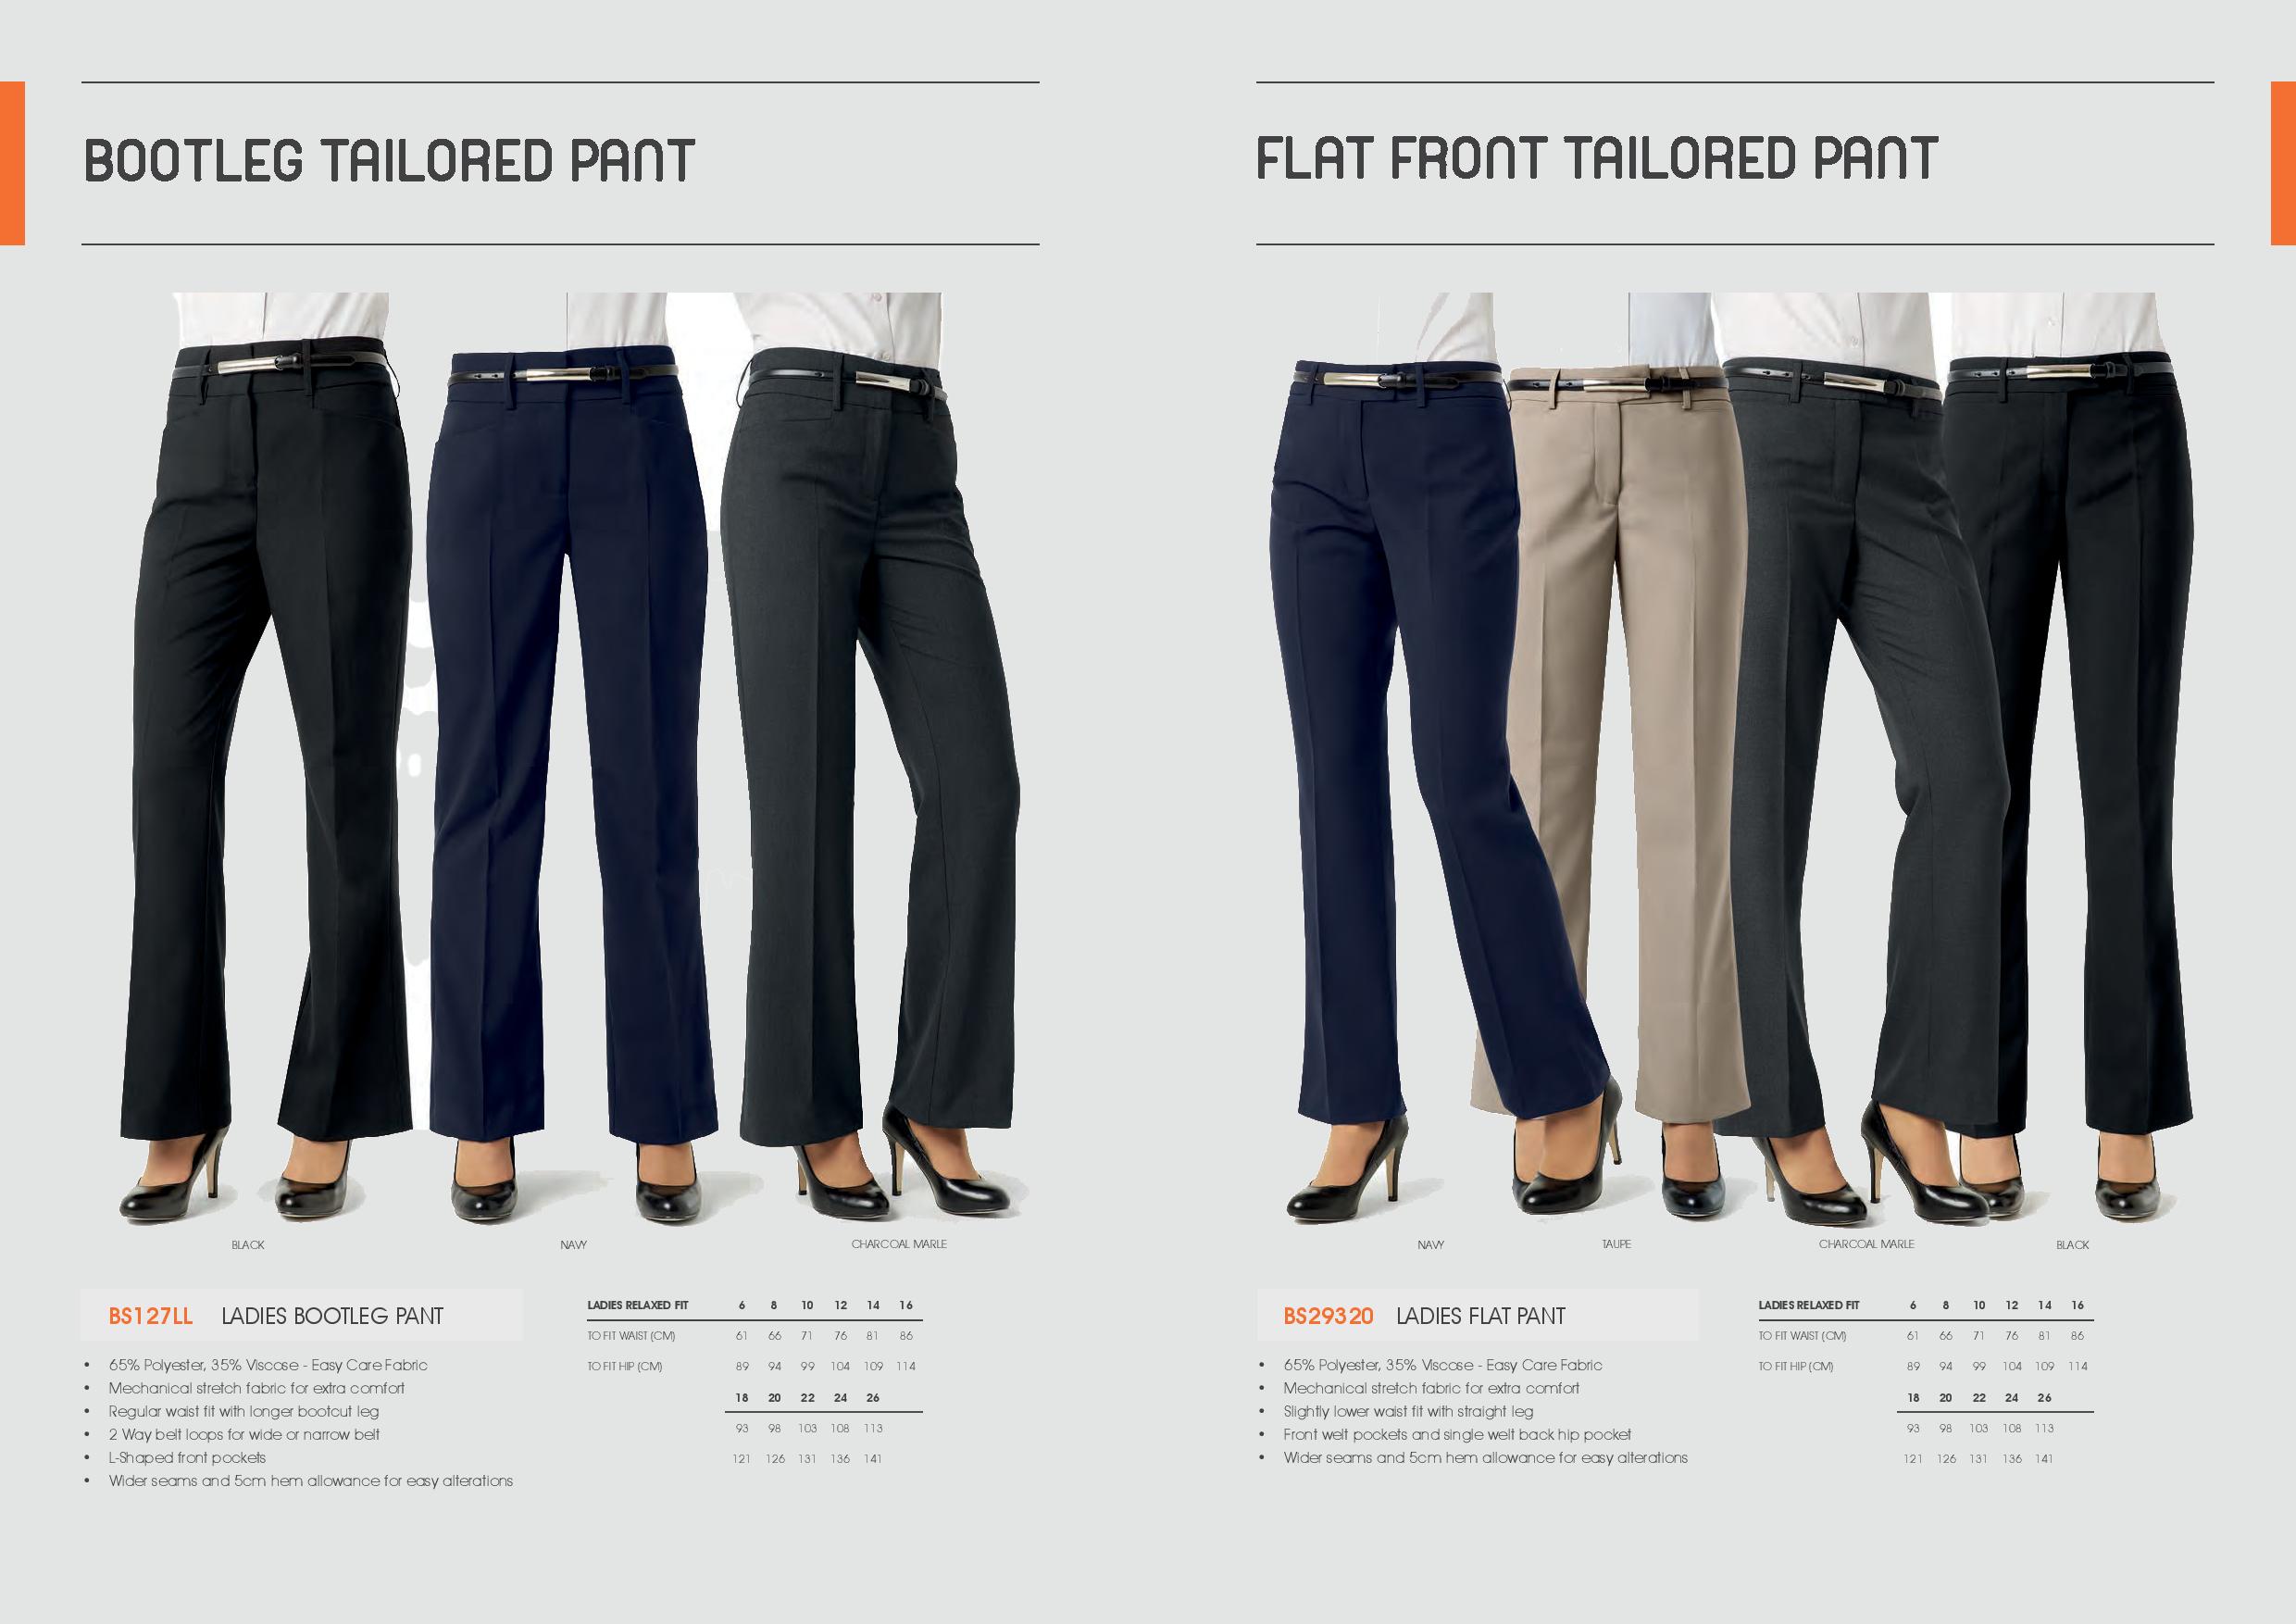 BOOTLEG TAILORED PANT
BLACK NAVY CHARCOAL MARLE
BS127LL LADIES BOOTLEG PANT
• 65% Polyester, 35% Viscose - Easy Care Fabric
• Mechanical stretch fabric for extra comfort
• Regular waist fit with longer bootcut leg
• 2 Way belt loops for wide or narrow belt
• L-Shaped front pockets
• Wider seams and 5cm hem allowance for easy alterations
LADIES RELAXED FIT 6 8 10 12 14 16
TO FIT WAIST (CM) 61 66 71 76 81 86
TO FIT HIP (CM) 89 94 99 104 109 114
18 20 22 24 26
93 98 103 108 113
121 126 131 136 141
FLAT FRONT TAILORED PANT
NAVY TAUPE CHARCOAL MARLE BLACK
BS29320 LADIES FLAT PANT
• 65% Polyester, 35% Viscose - Easy Care Fabric
• Mechanical stretch fabric for extra comfort
• Slightly lower waist fit with straight leg
• Front welt pockets and single welt back hip pocket
• Wider seams and 5cm hem allowance for easy alterations
LADIES RELAXED FIT 6 8 10 12 14 16
TO FIT WAIST (CM) 61 66 71 76 81 86
TO FIT HIP (CM) 89 94 99 104 109 114
18 20 22 24 26
93 98 103 108 113
121 126 131 136 141